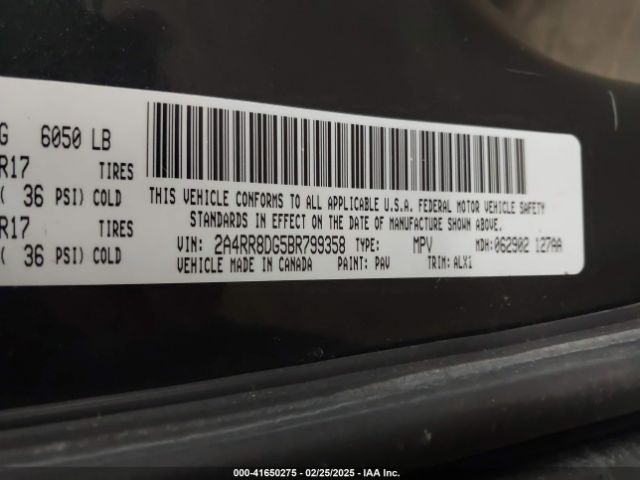 G 6050 LB
R17 TIRES
( 36 PSI) COLD
R17 TIRES
( 36 PSI) COLD
THIS VEHICLE CONFORMS TO ALL APPLICABLE U.S.A. FEDERAL MOTOR VEHICLE SAFETY
STANDARDS IN EFFECT ON THE DATE OF MANUFACTURE SHOWN ABOVE.
VIN: 2A4RR8DG5BR799358 TYPE: MPV MDH: 062902 127AA
VEHICLE MADE IN CANADA PAINT: PAV TRIM: ALX1
000-41650275 - 02/25/2025 - IAA Inc.